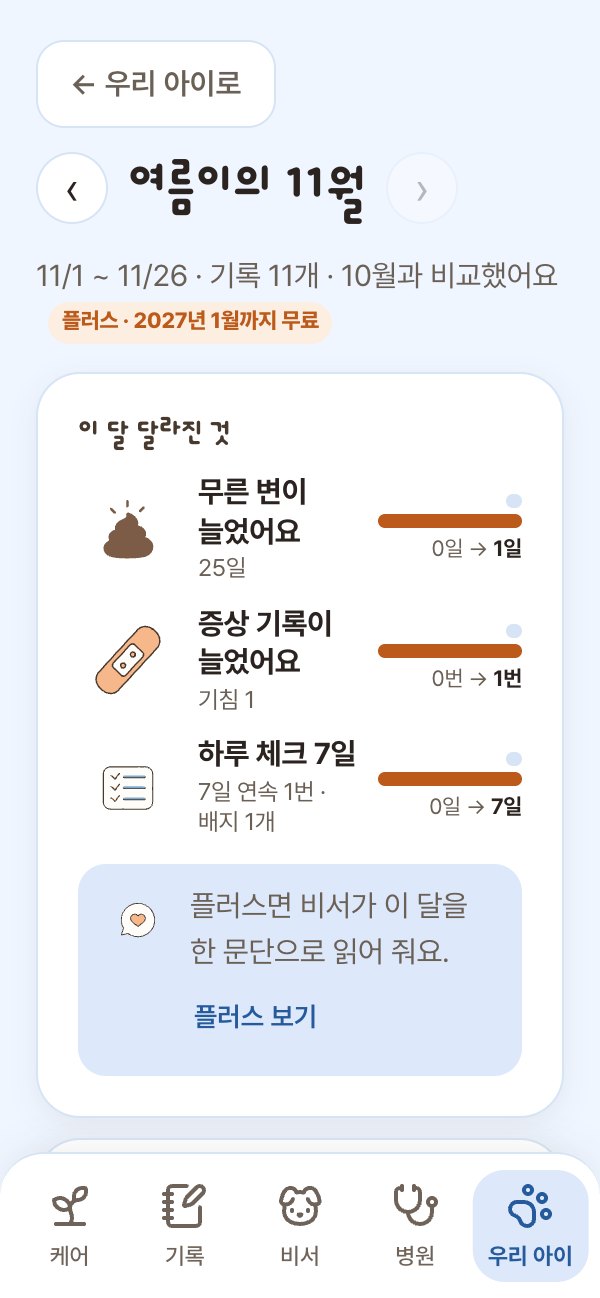 ← 우리 아이로
‹ 여름이의 11월 ›
11/1 ~ 11/26 · 기록 11개 · 10월과 비교했어요
플러스 · 2027년 1월까지 무료
이 달 달라진 것
무른 변이
늘었어요
25일
0일 → 1일
증상 기록이
늘었어요
기침 1
0번 → 1번
하루 체크 7일
7일 연속 1번 ·
배지 1개
0일 → 7일
플러스면 비서가 이 달을
한 문단으로 읽어 줘요.
플러스 보기
케어 기록 비서 병원 우리 아이